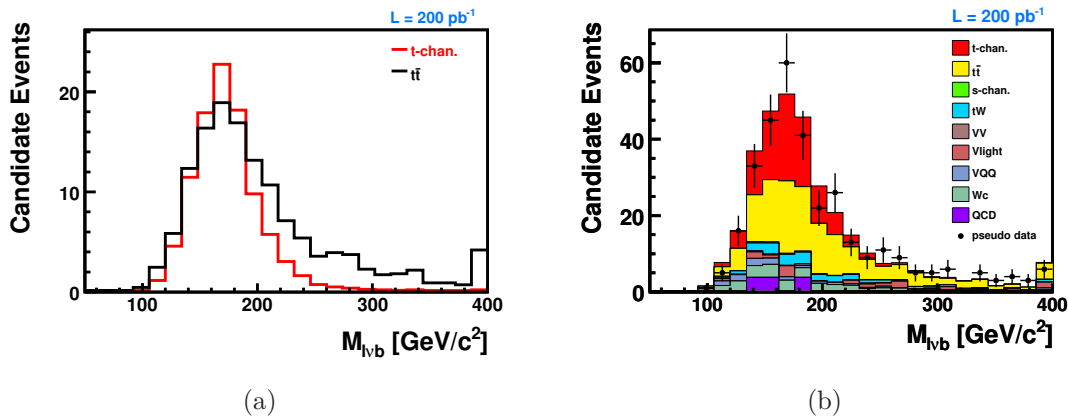 L = 200 pb⁻¹
Candidate Events
20
10
0
100
200
300
400
t-chan.
tt̄
M_lνb [GeV/c²]
(a)
L = 200 pb⁻¹
Candidate Events
60
40
20
0
100
200
300
400
t-chan.
tt̄
s-chan.
tW
VV
Vlight
VQQ
Wc
QCD
pseudo data
M_lνb [GeV/c²]
(b)